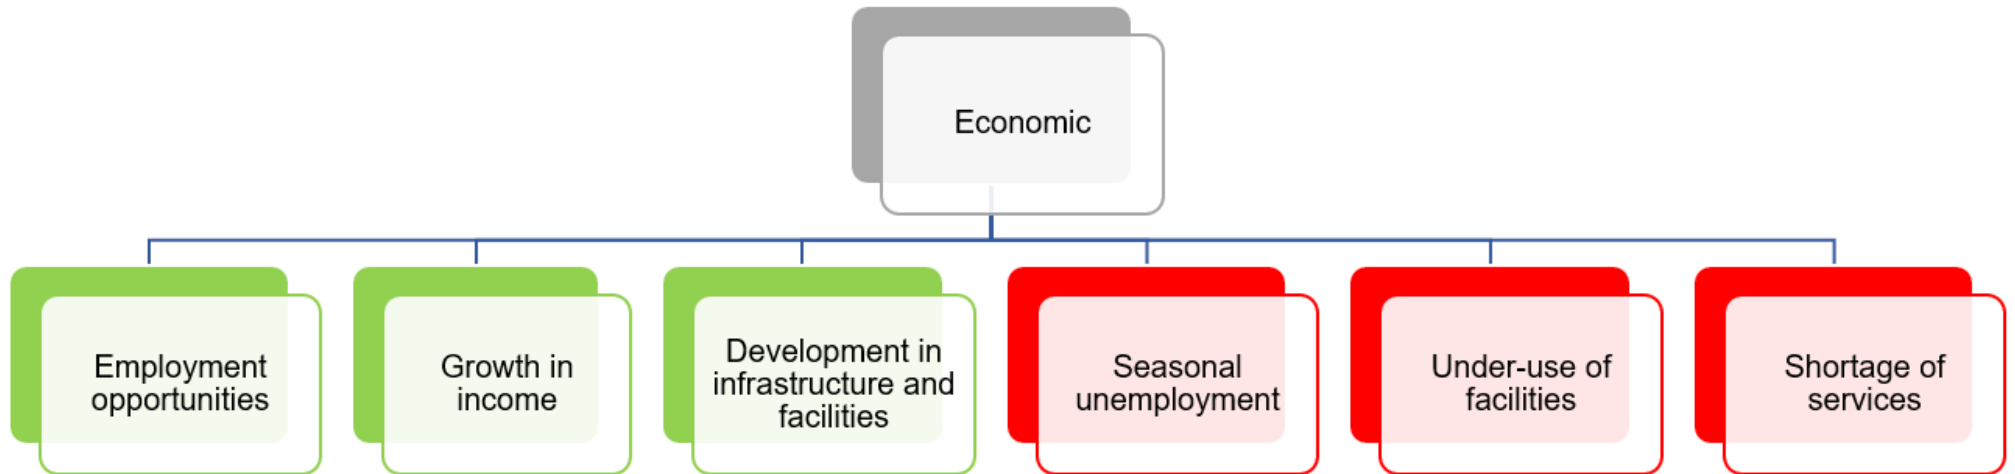 Economic
Employment
opportunities
Growth in
income
Development in
infrastructure and
facilities
Seasonal
unemployment
Under-use of
facilities
Shortage of
services